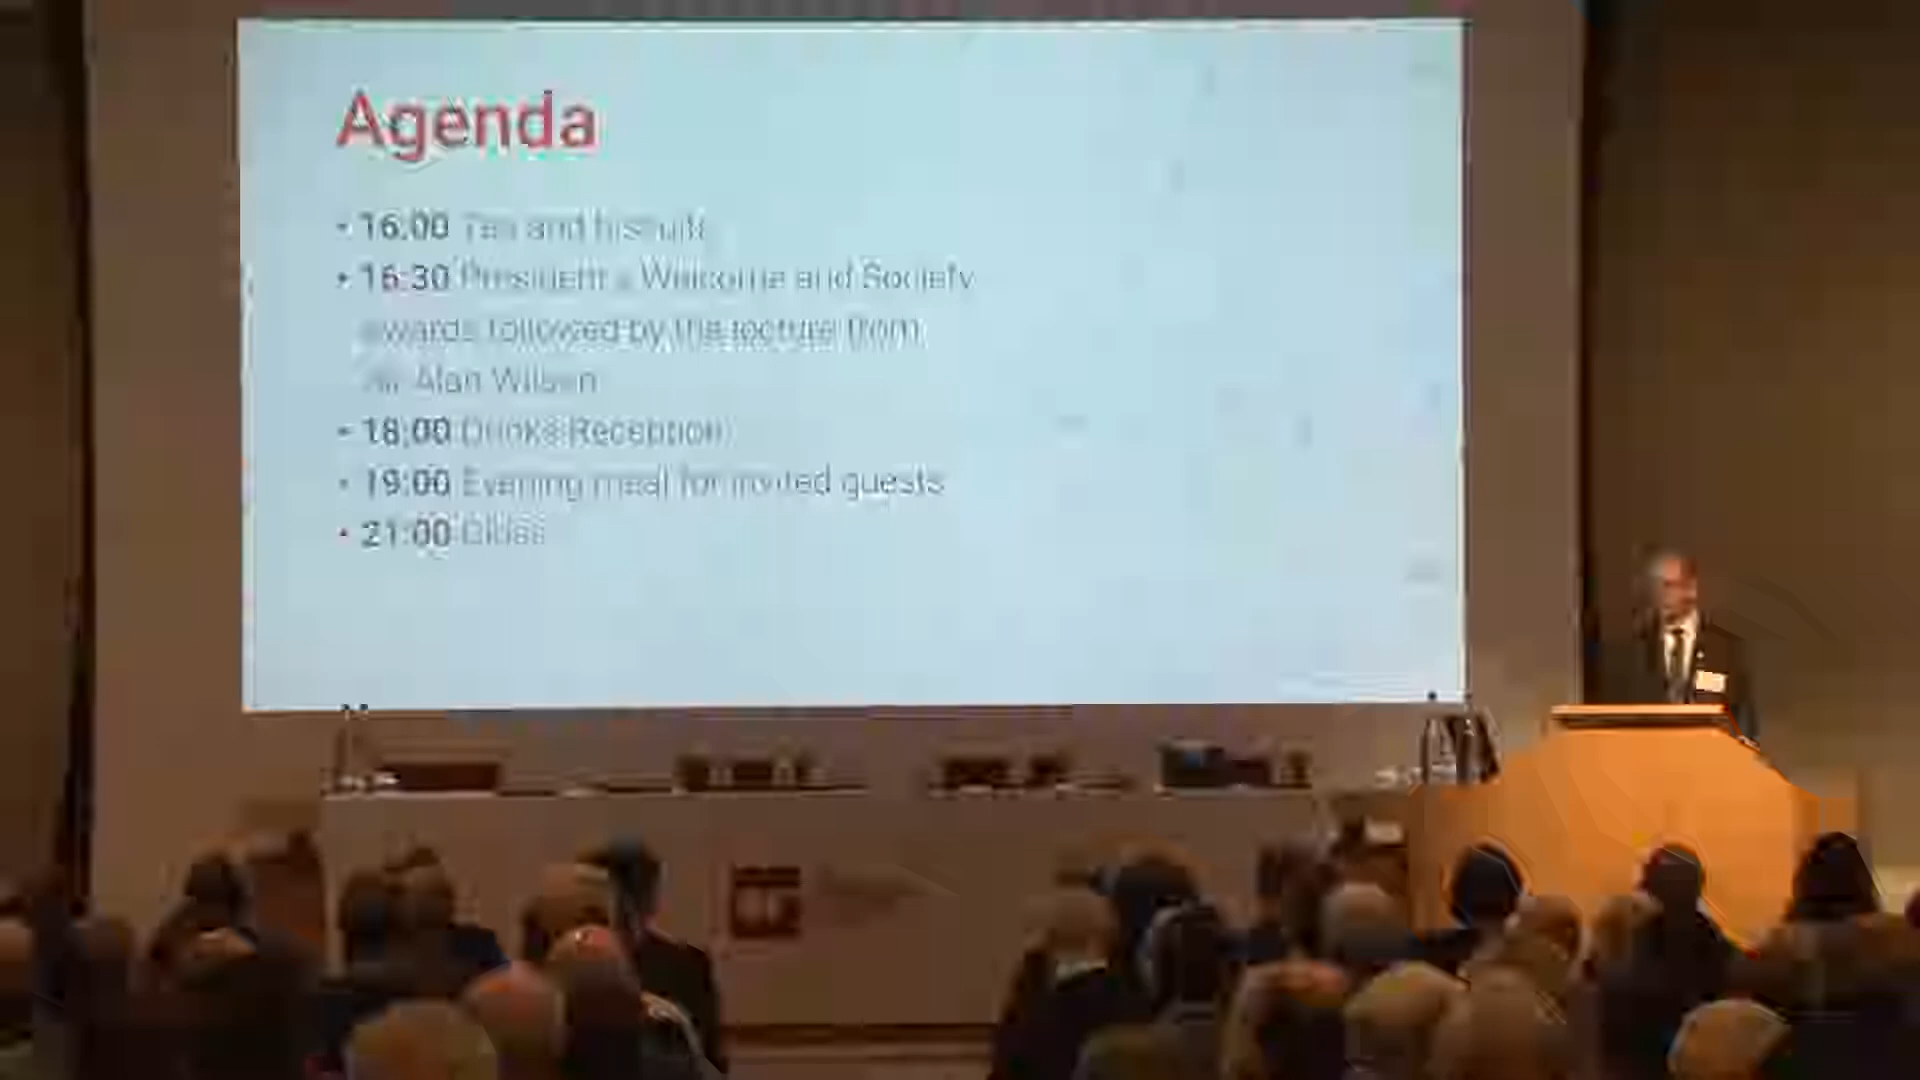 Agenda
• 16:00 Tea and biscuits
• 16:30 President's Welcome and Society
awards followed by the lecture from
Sir Alan Wilson
• 18:00 Drinks Reception
• 19:00 Evening meal for invited guests
• 21:00 Close